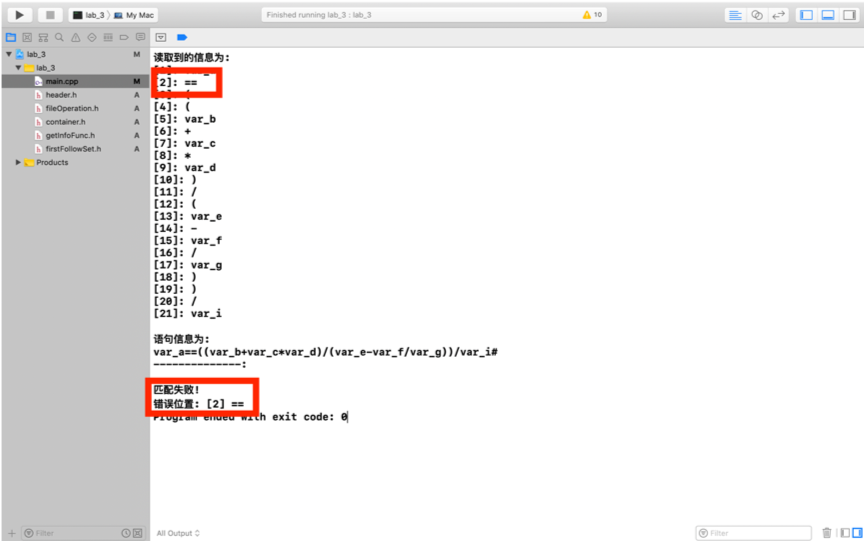 lab_3 My Mac
Finished running lab_3 : lab_3
10
lab_3 M
lab_3
main.cpp M
header.h A
fileOperation.h A
container.h A
getInfoFunc.h A
firstFollowSet.h A
Products
读取到的信息为:
[2]: ==
[4]: (
[5]: var_b
[6]: +
[7]: var_c
[8]: *
[9]: var_d
[10]: )
[11]: /
[12]: (
[13]: var_e
[14]: -
[15]: var_f
[16]: /
[17]: var_g
[18]: )
[19]: )
[20]: /
[21]: var_i
语句信息为:
var_a==((var_b+var_c*var_d)/(var_e-var_f/var_g))/var_i#
--------------:
匹配失败!
错误位置: [2] ==
Program ended with exit code: 0
Filter
All Output
Filter